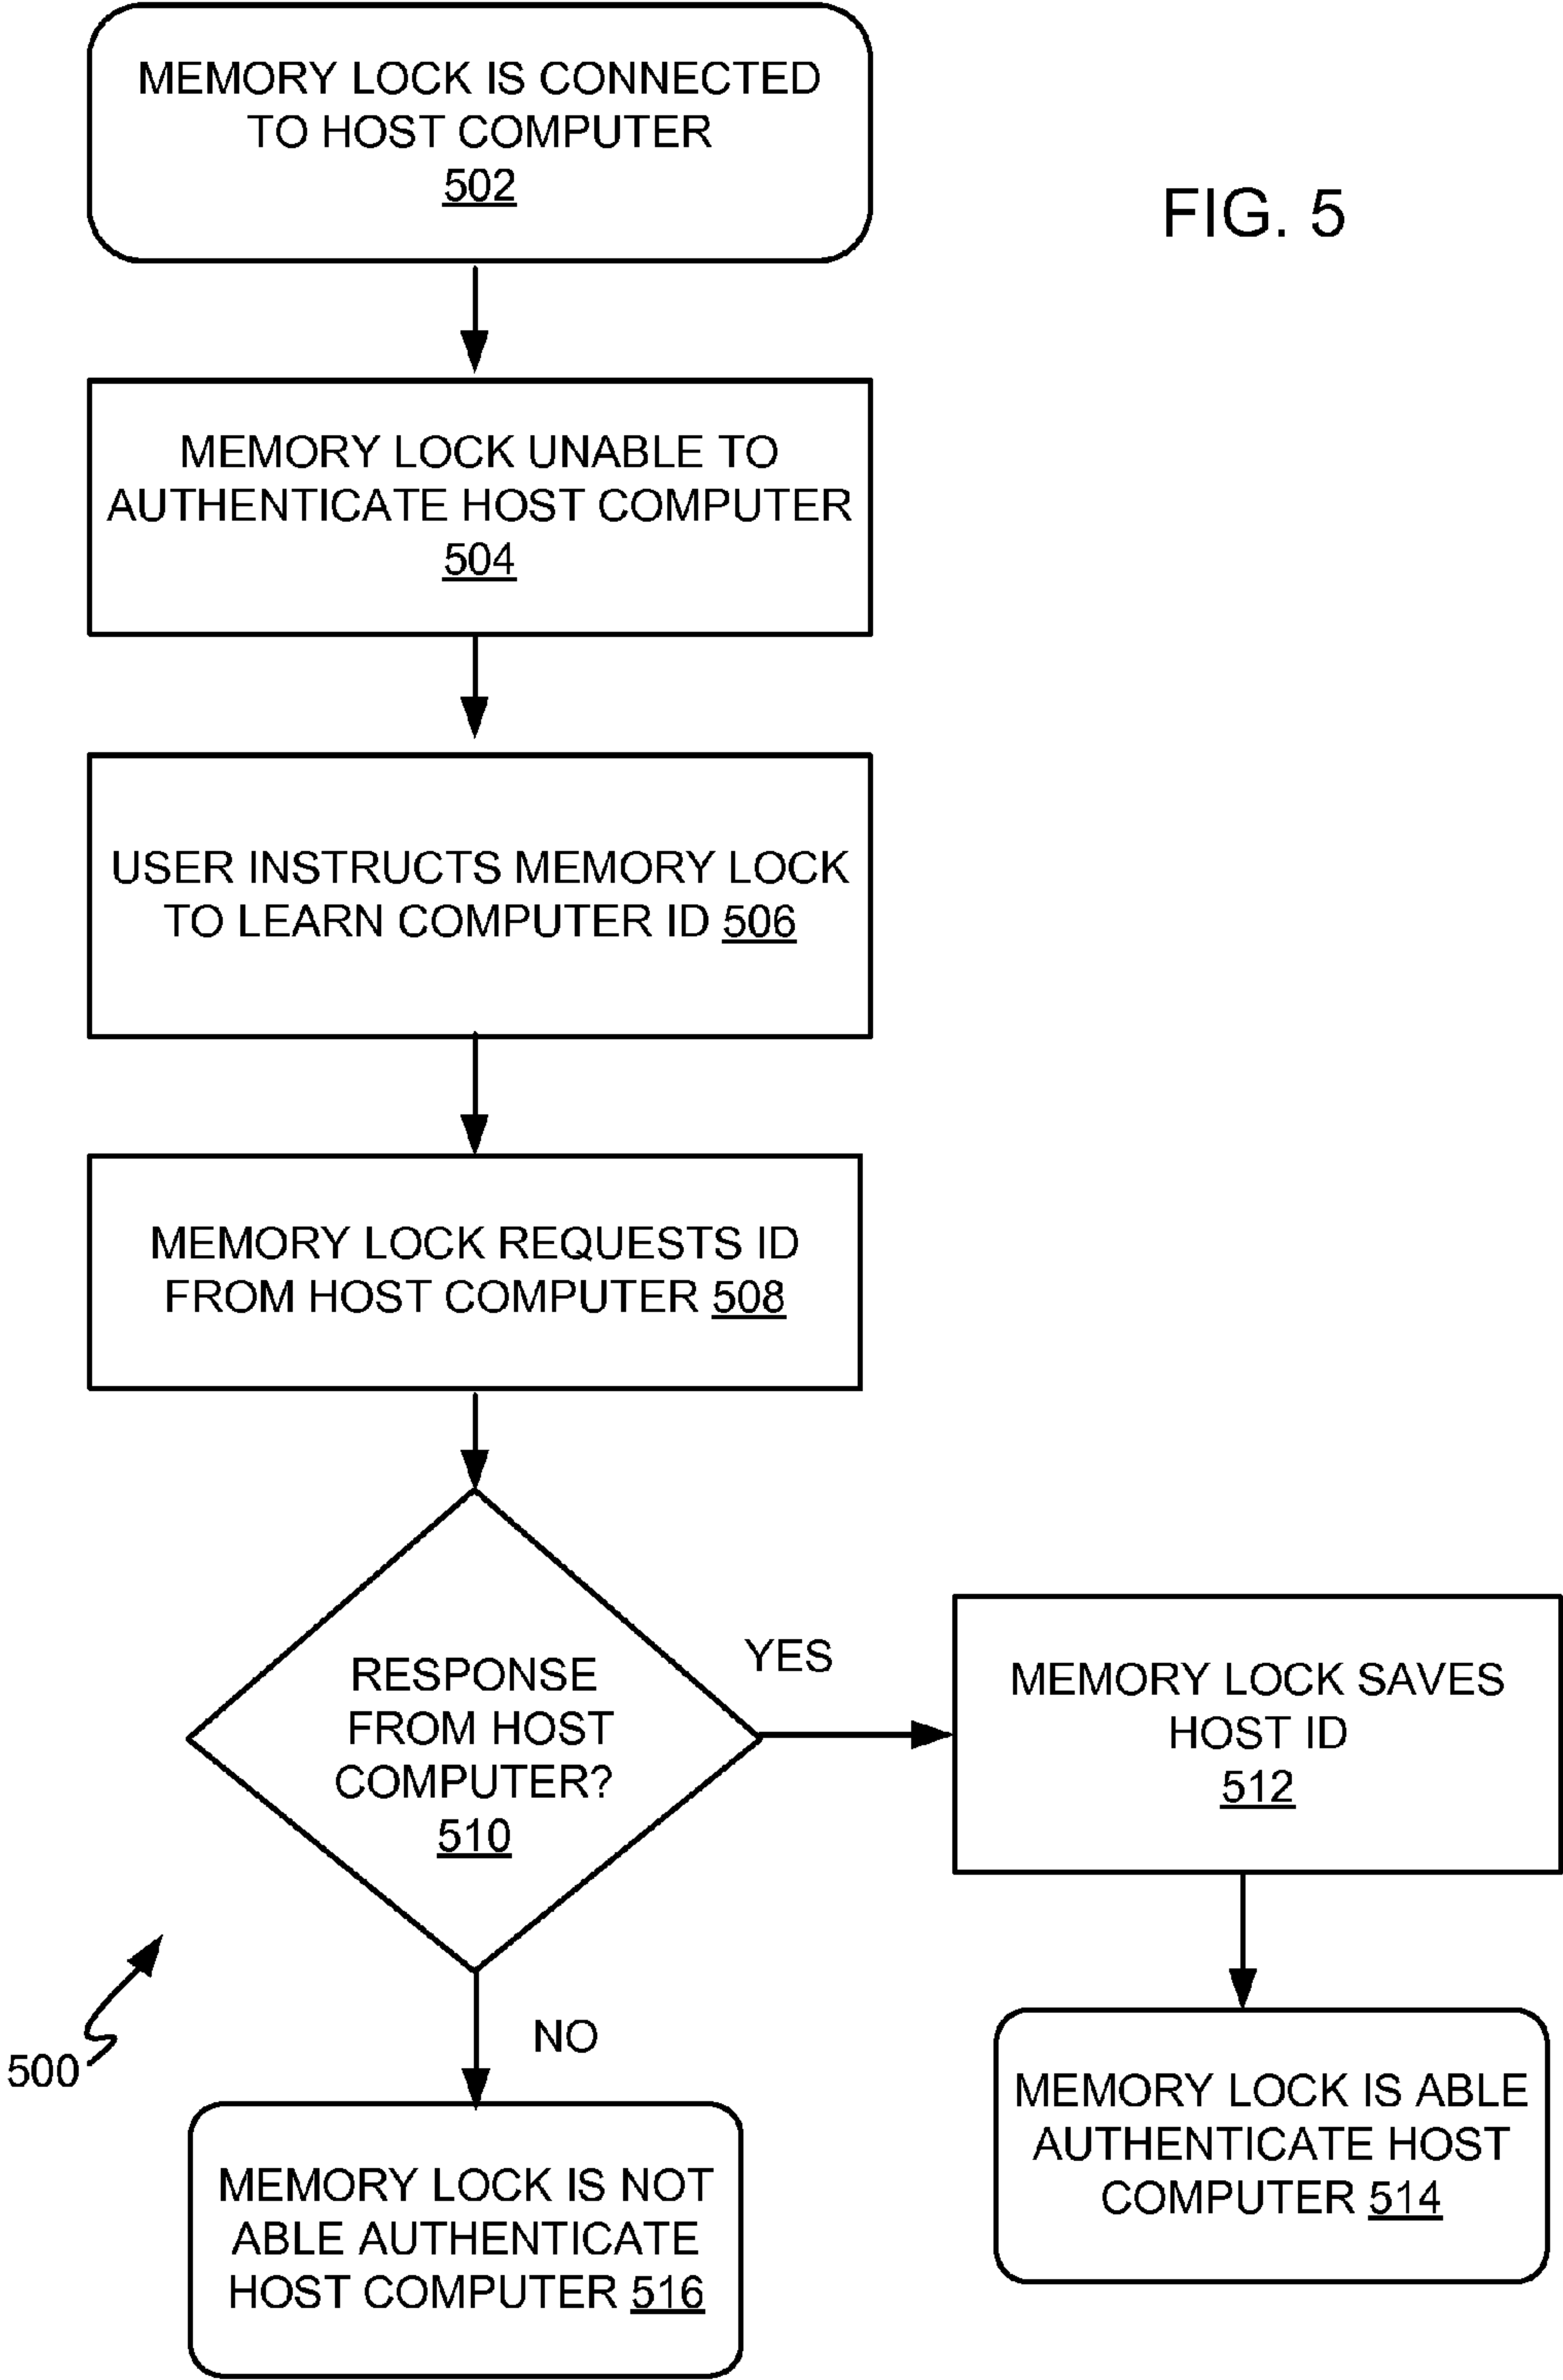 MEMORY LOCK IS CONNECTED
TO HOST COMPUTER
502
FIG. 5
MEMORY LOCK UNABLE TO
AUTHENTICATE HOST COMPUTER
504
USER INSTRUCTS MEMORY LOCK
TO LEARN COMPUTER ID 506
MEMORY LOCK REQUESTS ID
FROM HOST COMPUTER 508
RESPONSE
FROM HOST
COMPUTER?
510
YES
MEMORY LOCK SAVES
HOST ID
512
NO
500
MEMORY LOCK IS ABLE
AUTHENTICATE HOST
COMPUTER 514
MEMORY LOCK IS NOT
ABLE AUTHENTICATE
HOST COMPUTER 516